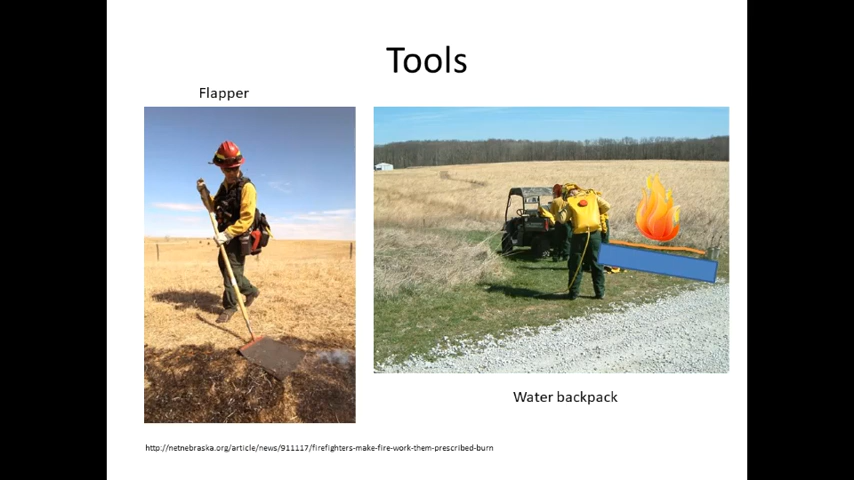 Tools
Flapper
Water backpack
http://netnebraska.org/article/news/911117/firefighters-make-fire-work-them-prescribed-burn